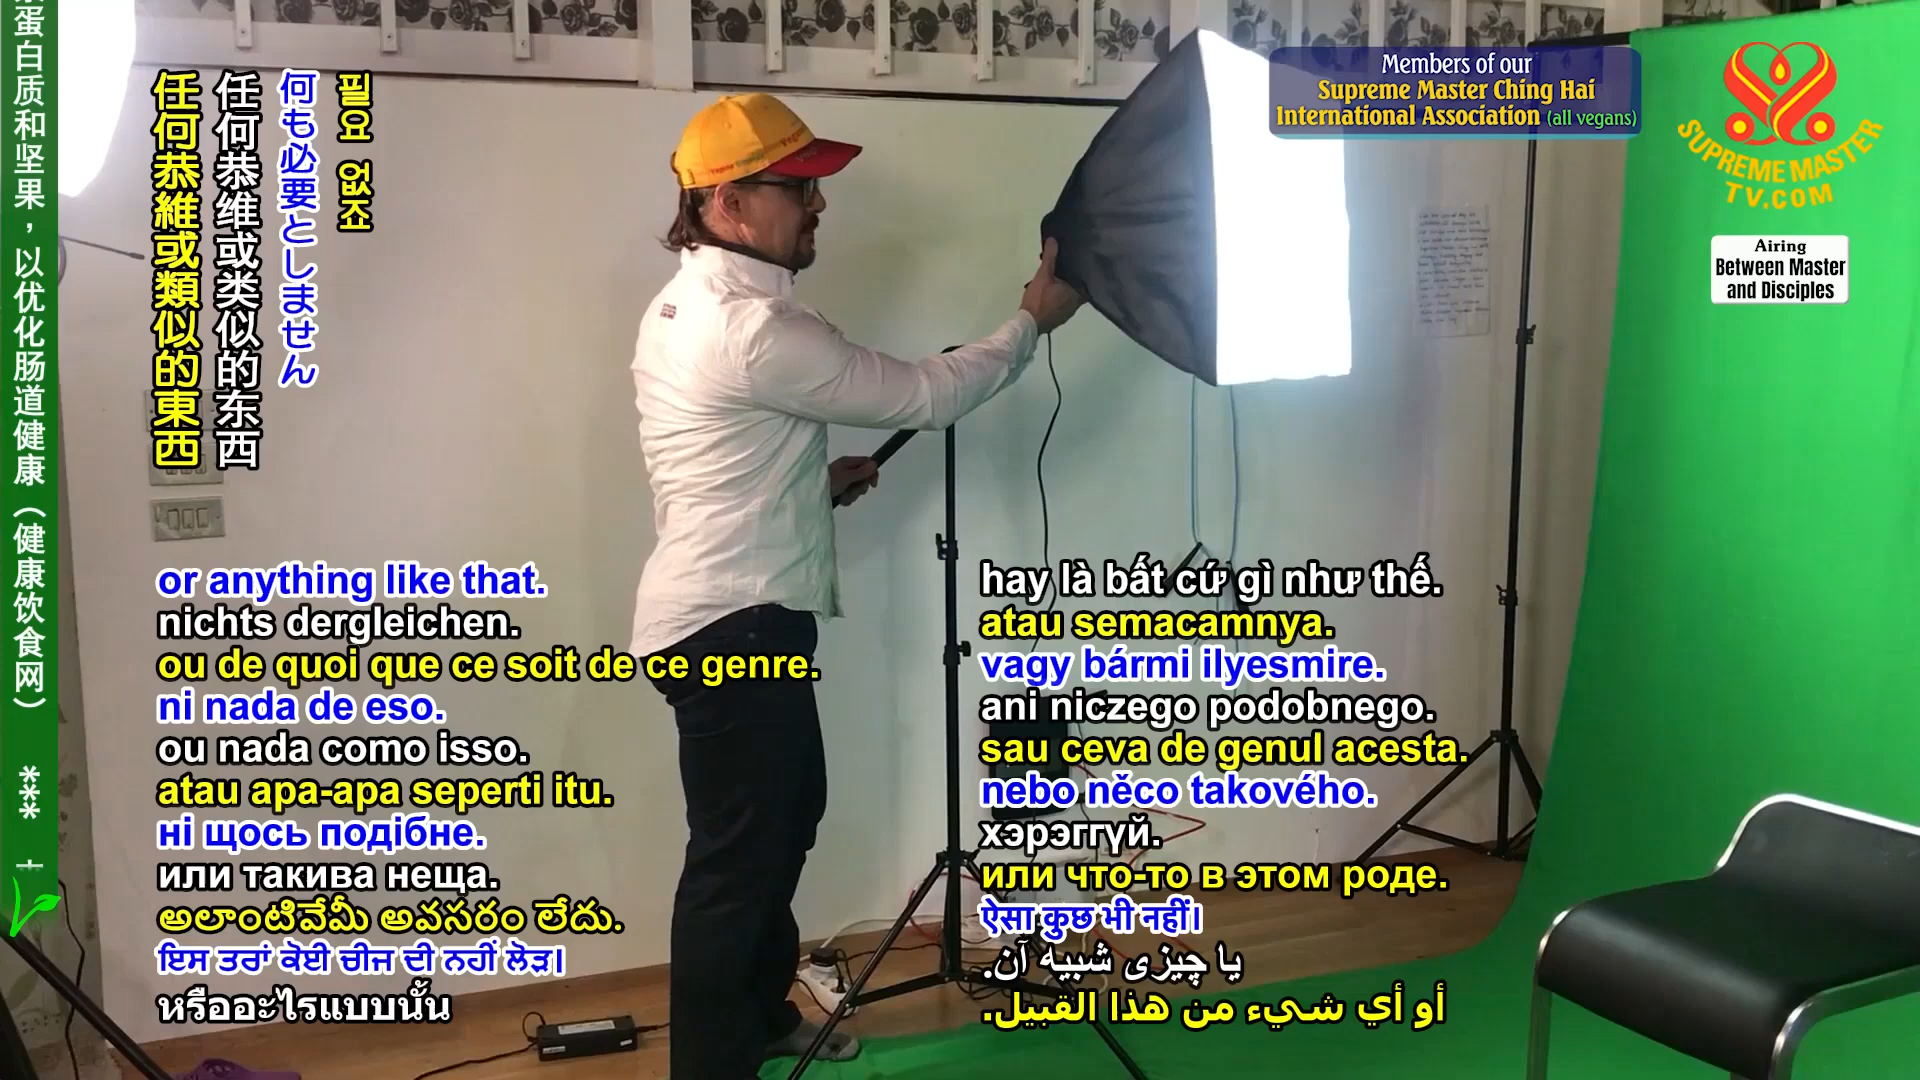 蛋白质和坚果，以优化肠道健康（健康饮食网） ***
任何恭維或類似的東西
任何恭维或类似的东西
何も必要としません
필요 없죠
Members of our
Supreme Master Ching Hai
International Association (all vegans)
SUPREME MASTER
TV.COM
Airing
Between Master
and Disciples
or anything like that.
nichts dergleichen.
ou de quoi que ce soit de ce genre.
ni nada de eso.
ou nada como isso.
atau apa-apa seperti itu.
ні щось подібне.
или такива неща.
అలాంటివేమీ అవసరం లేదు.
ਇਸ ਤਰਾਂ ਕੋਈ ਚੀਜ ਦੀ ਨਹੀਂ ਲੋੜ।
หรืออะไรแบบนั้น
hay là bất cứ gì như thế.
atau semacamnya.
vagy bármi ilyesmire.
ani niczego podobnego.
sau ceva de genul acesta.
nebo něco takového.
хэрэггүй.
или что-то в этом роде.
ऐसा कुछ भी नहीं।
یا چیزی شبیه آن.
أو أي شيء من هذا القبيل.